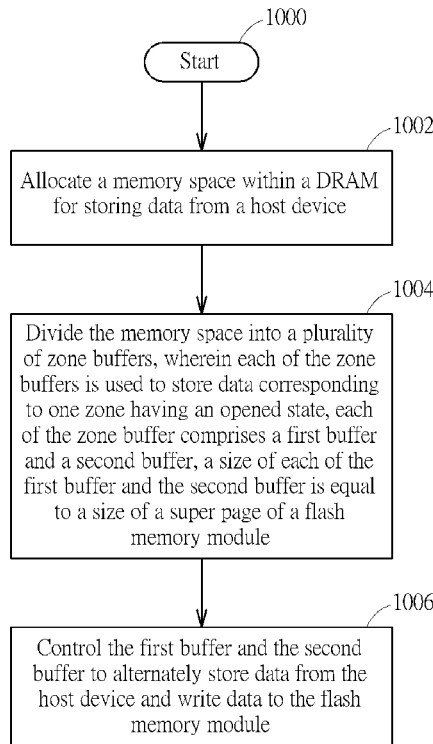 1000
Start
1002
Allocate a memory space within a DRAM
for storing data from a host device
1004
Divide the memory space into a plurality
of zone buffers, wherein each of the zone
buffers is used to store data corresponding
to one zone having an opened state, each
of the zone buffer comprises a first buffer
and a second buffer, a size of each of the
first buffer and the second buffer is equal
to a size of a super page of a flash
memory module
1006
Control the first buffer and the second
buffer to alternately store data from the
host device and write data to the flash
memory module